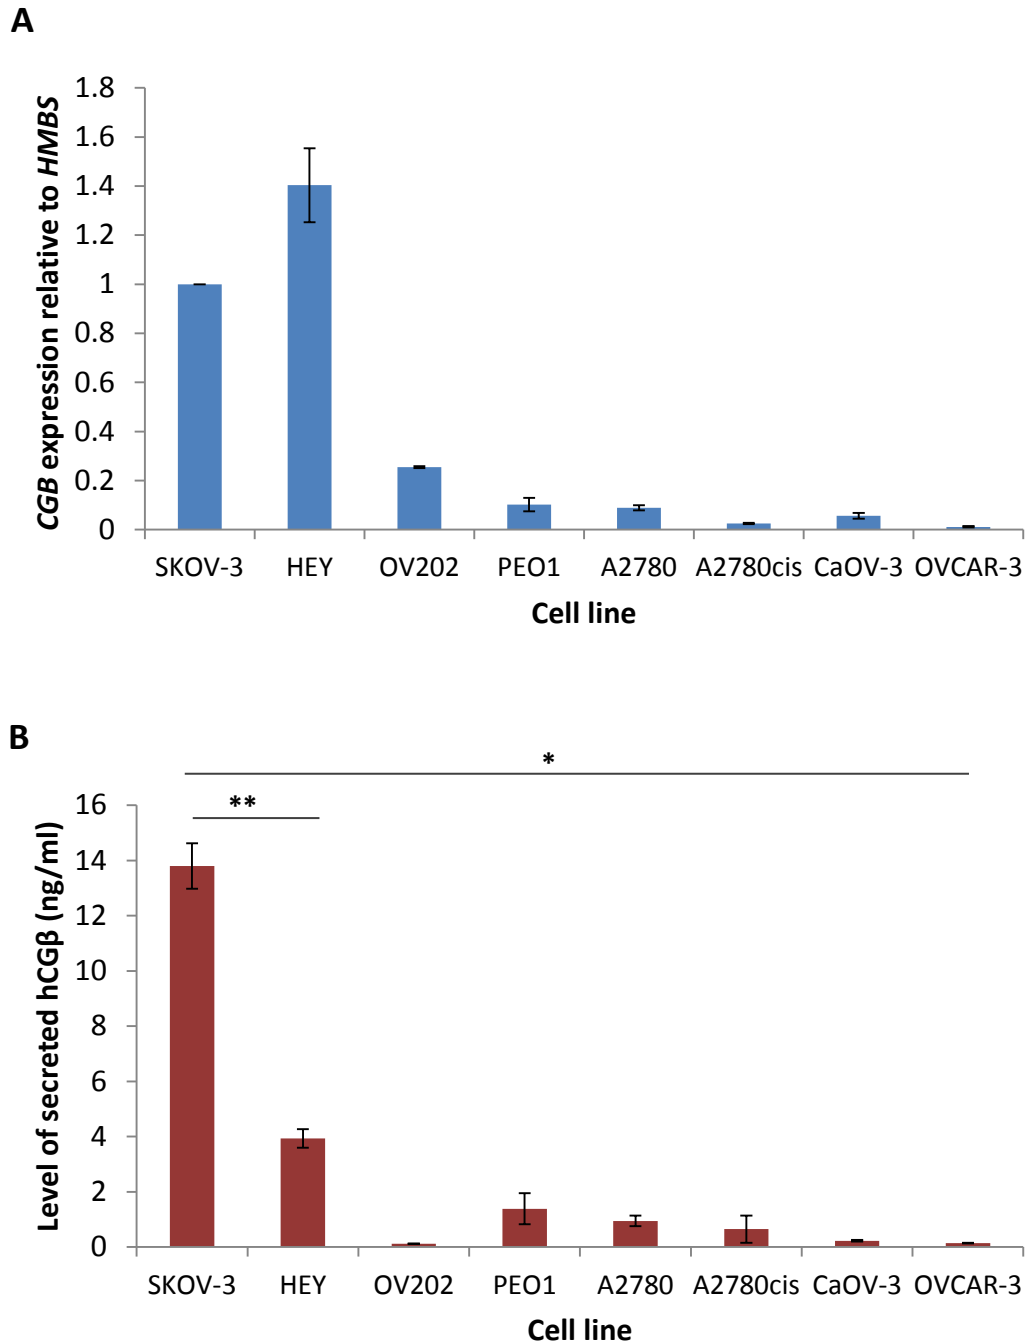 A
CGB expression relative to HMBS
1.8
1.6
1.4
1.2
1
0.8
0.6
0.4
0.2
0
SKOV-3 HEY OV202 PEO1 A2780 A2780cis CaOV-3 OVCAR-3
Cell line
B
*
**
Level of secreted hCGβ (ng/ml)
16
14
12
10
8
6
4
2
0
SKOV-3 HEY OV202 PEO1 A2780 A2780cis CaOV-3 OVCAR-3
Cell line